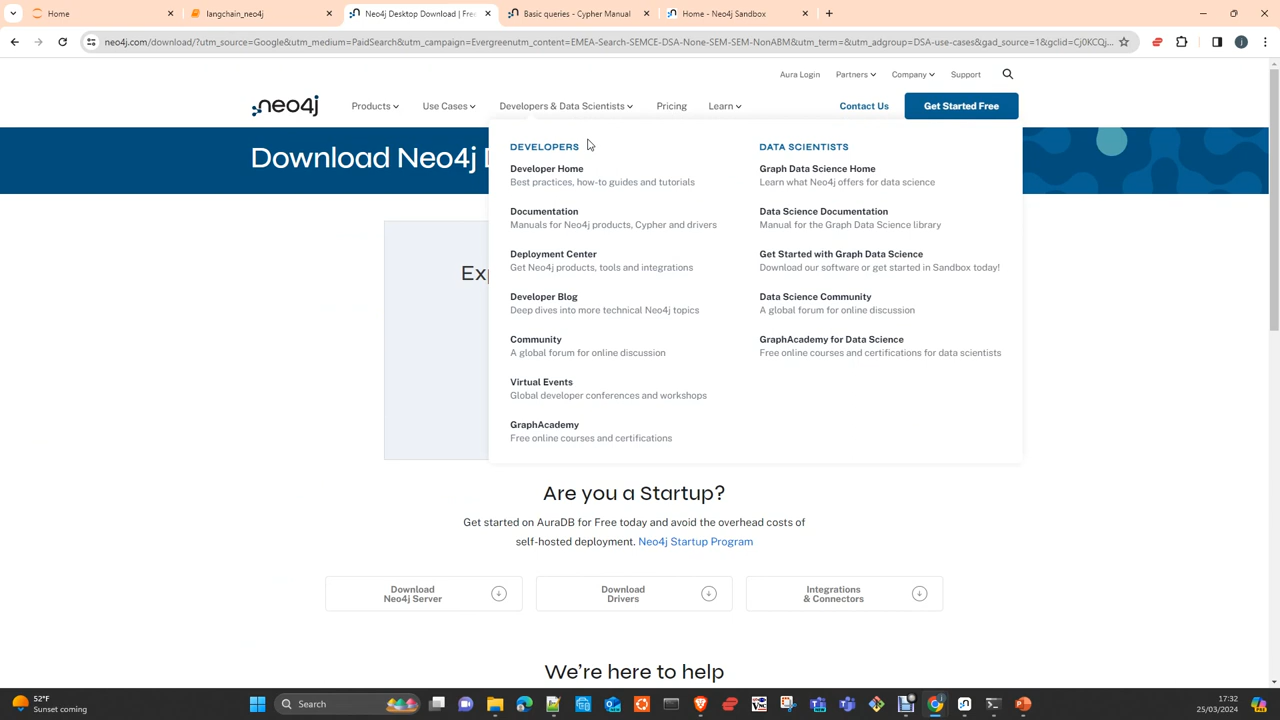 Home
langchain_neo4j
Neo4j Desktop Download | Fre
Basic queries - Cypher Manual
Home - Neo4j Sandbox
neo4j.com/download/?utm_source=Google&utm_medium=PaidSearch&utm_campaign=Evergreenutm_content=EMEA-Search-SEMCE-DSA-None-SEM-SEM-NonABM&utm_term=&utm_adgroup=DSA-use-cases&gad_source=1&gclid=Cj0KCQj...
Aura Login
Partners
Company
Support
neo4j
Products
Use Cases
Developers & Data Scientists
Pricing
Learn
Contact Us
Get Started Free
Download Neo4j D
DEVELOPERS
Developer Home
Best practices, how-to guides and tutorials
Documentation
Manuals for Neo4j products, Cypher and drivers
Deployment Center
Get Neo4j products, tools and integrations
Developer Blog
Deep dives into more technical Neo4j topics
Community
A global forum for online discussion
Virtual Events
Global developer conferences and workshops
GraphAcademy
Free online courses and certifications
DATA SCIENTISTS
Graph Data Science Home
Learn what Neo4j offers for data science
Data Science Documentation
Manual for the Graph Data Science library
Get Started with Graph Data Science
Download our software or get started in Sandbox today!
Data Science Community
A global forum for online discussion
GraphAcademy for Data Science
Free online courses and certifications for data scientists
Exp
Are you a Startup?
Get started on AuraDB for Free today and avoid the overhead costs of
self-hosted deployment. Neo4j Startup Program
Download
Neo4j Server
Download
Drivers
Integrations
& Connectors
We're here to help
52°F
Sunset coming
Search
17:32
25/03/2024